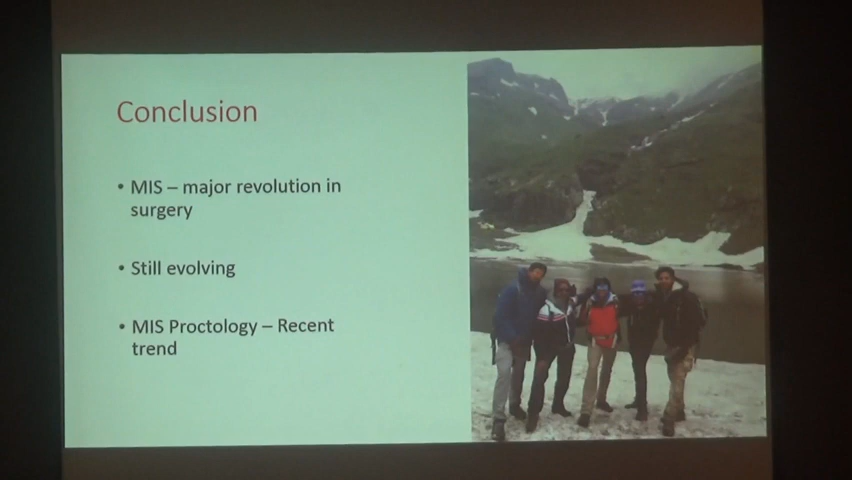 Conclusion
• MIS – major revolution in
surgery
• Still evolving
• MIS Proctology – Recent
trend